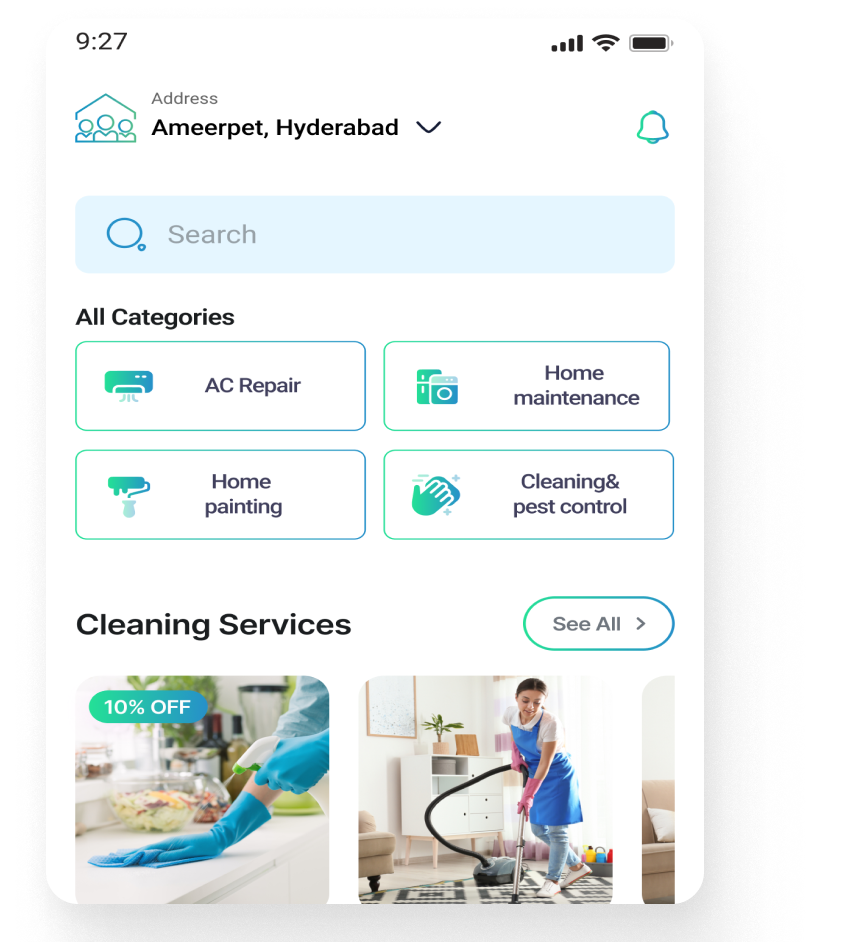 9:27
Address
Ameerpet, Hyderabad
Search
All Categories
AC Repair
Home
maintenance
Home
painting
Cleaning&
pest control
Cleaning Services
See All
10% OFF